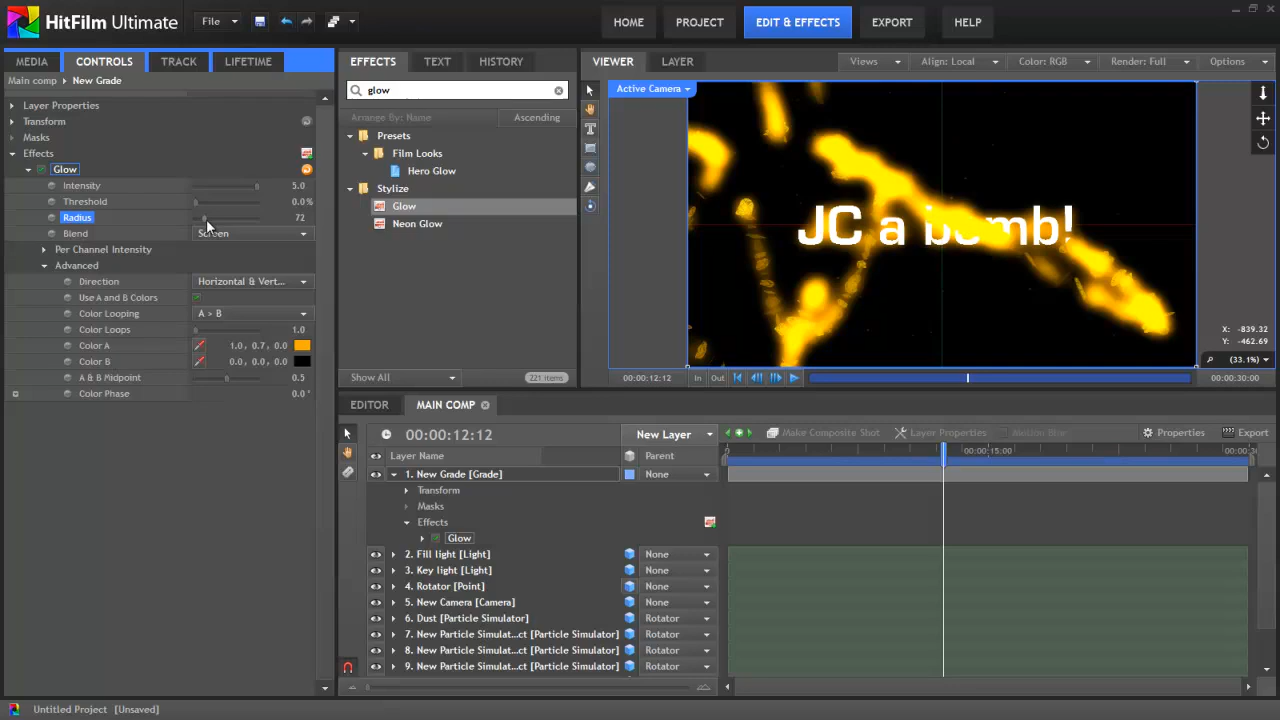 HitFilm Ultimate
File
HOME
PROJECT
EDIT & EFFECTS
EXPORT
HELP
MEDIA
CONTROLS
TRACK
LIFETIME
Main comp
New Grade
Layer Properties
Transform
Masks
Effects
Glow
Intensity 5.0
Threshold 0.0 %
Radius 72
Blend Screen
Per Channel Intensity
Advanced
Direction Horizontal & Vert...
Use A and B Colors
Color Looping A > B
Color Loops 1.0
Color A 1.0, 0.7, 0.0
Color B 0.0, 0.0, 0.0
A & B Midpoint 0.5
Color Phase 0.0 °
EFFECTS
TEXT
HISTORY
glow
Arrange By: Name
Ascending
Presets
Film Looks
Hero Glow
Stylize
Glow
Neon Glow
Show All
221 items
VIEWER
LAYER
Views
Align: Local
Color: RGB
Render: Full
Options
Active Camera
JC a bomb!
X: -839.32
Y: -462.69
(33.1%)
00:00:12:12
In
Out
00:00:30:00
EDITOR
MAIN COMP
00:00:12:12
New Layer
Make Composite Shot
Layer Properties
Motion Blur
Properties
Export
Layer Name
Parent
0
00:00:15:00
00:00:3
1. New Grade [Grade] None
Transform
Masks
Effects
Glow
2. Fill light [Light] None
3. Key light [Light] None
4. Rotator [Point] None
5. New Camera [Camera] None
6. Dust [Particle Simulator] Rotator
7. New Particle Simulat...ct [Particle Simulator] Rotator
8. New Particle Simulat...ct [Particle Simulator] Rotator
9. New Particle Simulat...ct [Particle Simulator] Rotator
Untitled Project [Unsaved]